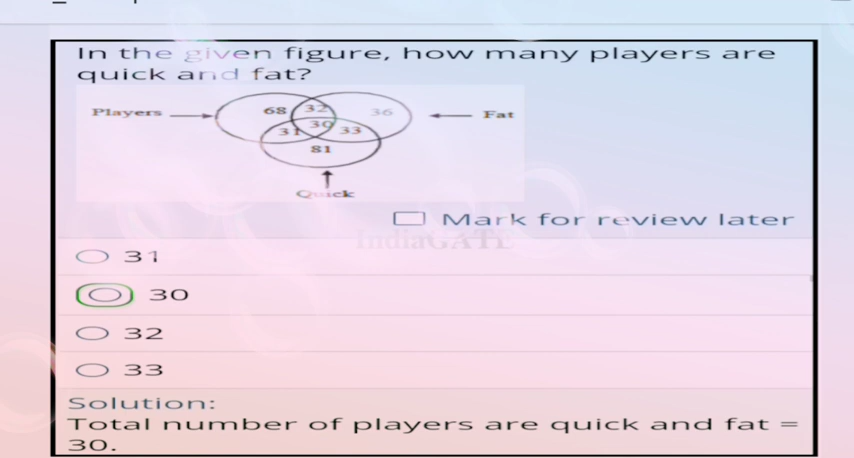 In the given figure, how many players are
quick and fat?
Players
68
32
36
Fat
30
31
33
81
Quick
Mark for review later
IndiaGATE
31
30
32
33
Solution:
Total number of players are quick and fat =
30.